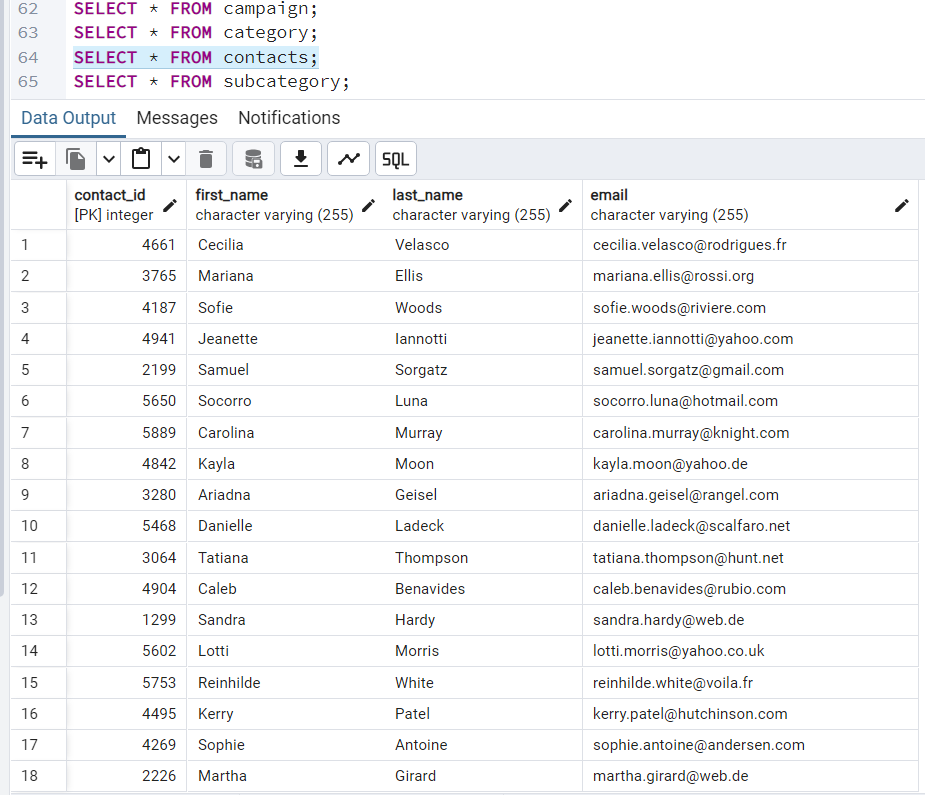 62 SELECT * FROM campaign;
63 SELECT * FROM category;
64 SELECT * FROM contacts;
65 SELECT * FROM subcategory;
Data Output Messages Notifications
SQL
contact_id first_name last_name email
[PK] integer character varying (255) character varying (255) character varying (255)
1 4661 Cecilia Velasco cecilia.velasco@rodrigues.fr
2 3765 Mariana Ellis mariana.ellis@rossi.org
3 4187 Sofie Woods sofie.woods@riviere.com
4 4941 Jeanette Iannotti jeanette.iannotti@yahoo.com
5 2199 Samuel Sorgatz samuel.sorgatz@gmail.com
6 5650 Socorro Luna socorro.luna@hotmail.com
7 5889 Carolina Murray carolina.murray@knight.com
8 4842 Kayla Moon kayla.moon@yahoo.de
9 3280 Ariadna Geisel ariadna.geisel@rangel.com
10 5468 Danielle Ladeck danielle.ladeck@scalfaro.net
11 3064 Tatiana Thompson tatiana.thompson@hunt.net
12 4904 Caleb Benavides caleb.benavides@rubio.com
13 1299 Sandra Hardy sandra.hardy@web.de
14 5602 Lotti Morris lotti.morris@yahoo.co.uk
15 5753 Reinhilde White reinhilde.white@voila.fr
16 4495 Kerry Patel kerry.patel@hutchinson.com
17 4269 Sophie Antoine sophie.antoine@andersen.com
18 2226 Martha Girard martha.girard@web.de